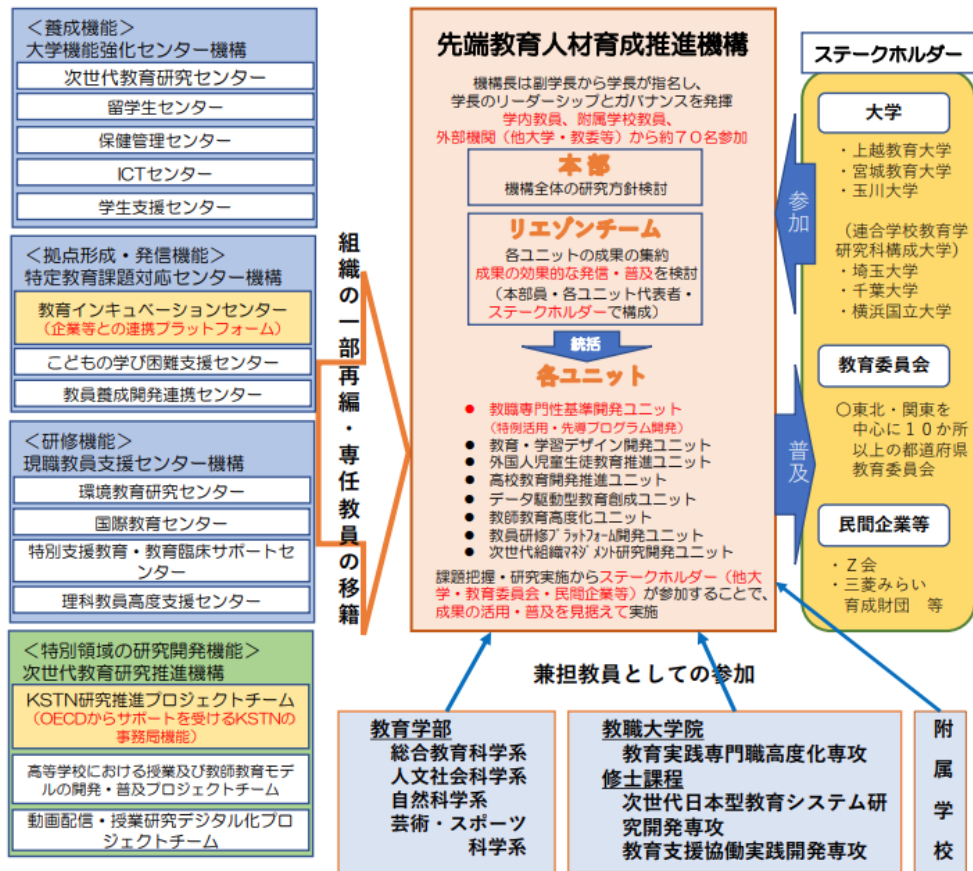 ＜養成機能＞
大学機能強化センター機構
次世代教育研究センター
留学生センター
保健管理センター
ICTセンター
学生支援センター
＜拠点形成・発信機能＞
特定教育課題対応センター機構
教育インキュベーションセンター
（企業等との連携プラットフォーム）
こどもの学び困難支援センター
教員養成開発連携センター
＜研修機能＞
現職教員支援センター機構
環境教育研究センター
国際教育センター
特別支援教育・教育臨床サポートセ
ンター
理科教員高度支援センター
＜特別領域の研究開発機能＞
次世代教育研究推進機構
KSTN研究推進プロジェクトチーム
（OECDからサポートを受けるKSTNの
事務局機能）
高等学校における授業及び教師教育モデ
ルの開発・普及プロジェクトチーム
動画配信・授業研究デジタル化プロ
ジェクトチーム
組織の一部再編・専任教員の移籍
先端教育人材育成推進機構
機構長は副学長から学長が指名し、
学長のリーダーシップとガバナンスを発揮
学内教員、附属学校教員、
外部機関（他大学・教委等）から約７０名参加
本部
機構全体の研究方針検討
リエゾンチーム
各ユニットの成果の集約
成果の効果的な発信・普及を検討
（本部員・各ユニット代表者・
ステークホルダーで構成）
統括
各ユニット
● 教職専門性基準開発ユニット
（特例活用・先導プログラム開発）
● 教育・学習デザイン開発ユニット
● 外国人児童生徒教育推進ユニット
● 高校教育開発推進ユニット
● データ駆動型教育創成ユニット
● 教師教育高度化ユニット
● 教員研修ﾌﾟﾗｯﾄﾌｫｰﾑ開発ユニット
● 次世代組織ﾏﾈｼﾞﾒﾝﾄ研究開発ユニット
課題把握・研究実施からステークホルダー（他大
学・教育委員会・民間企業等）が参加することで、
成果の活用・普及を見据えて実施
参加
普及
ステークホルダー
大学
・上越教育大学
・宮城教育大学
・玉川大学
（連合学校教育学
研究科構成大学）
・埼玉大学
・千葉大学
・横浜国立大学
教育委員会
○東北・関東を
中心に１０か所
以上の都道府県
教育委員会
民間企業等
・Ｚ会
・三菱みらい
育成財団　等
兼担教員としての参加
教育学部
総合教育科学系
人文社会科学系
自然科学系
芸術・スポーツ
科学系
教職大学院
教育実践専門職高度化専攻
修士課程
次世代日本型教育システム研
究開発専攻
教育支援協働実践開発専攻
附属学校